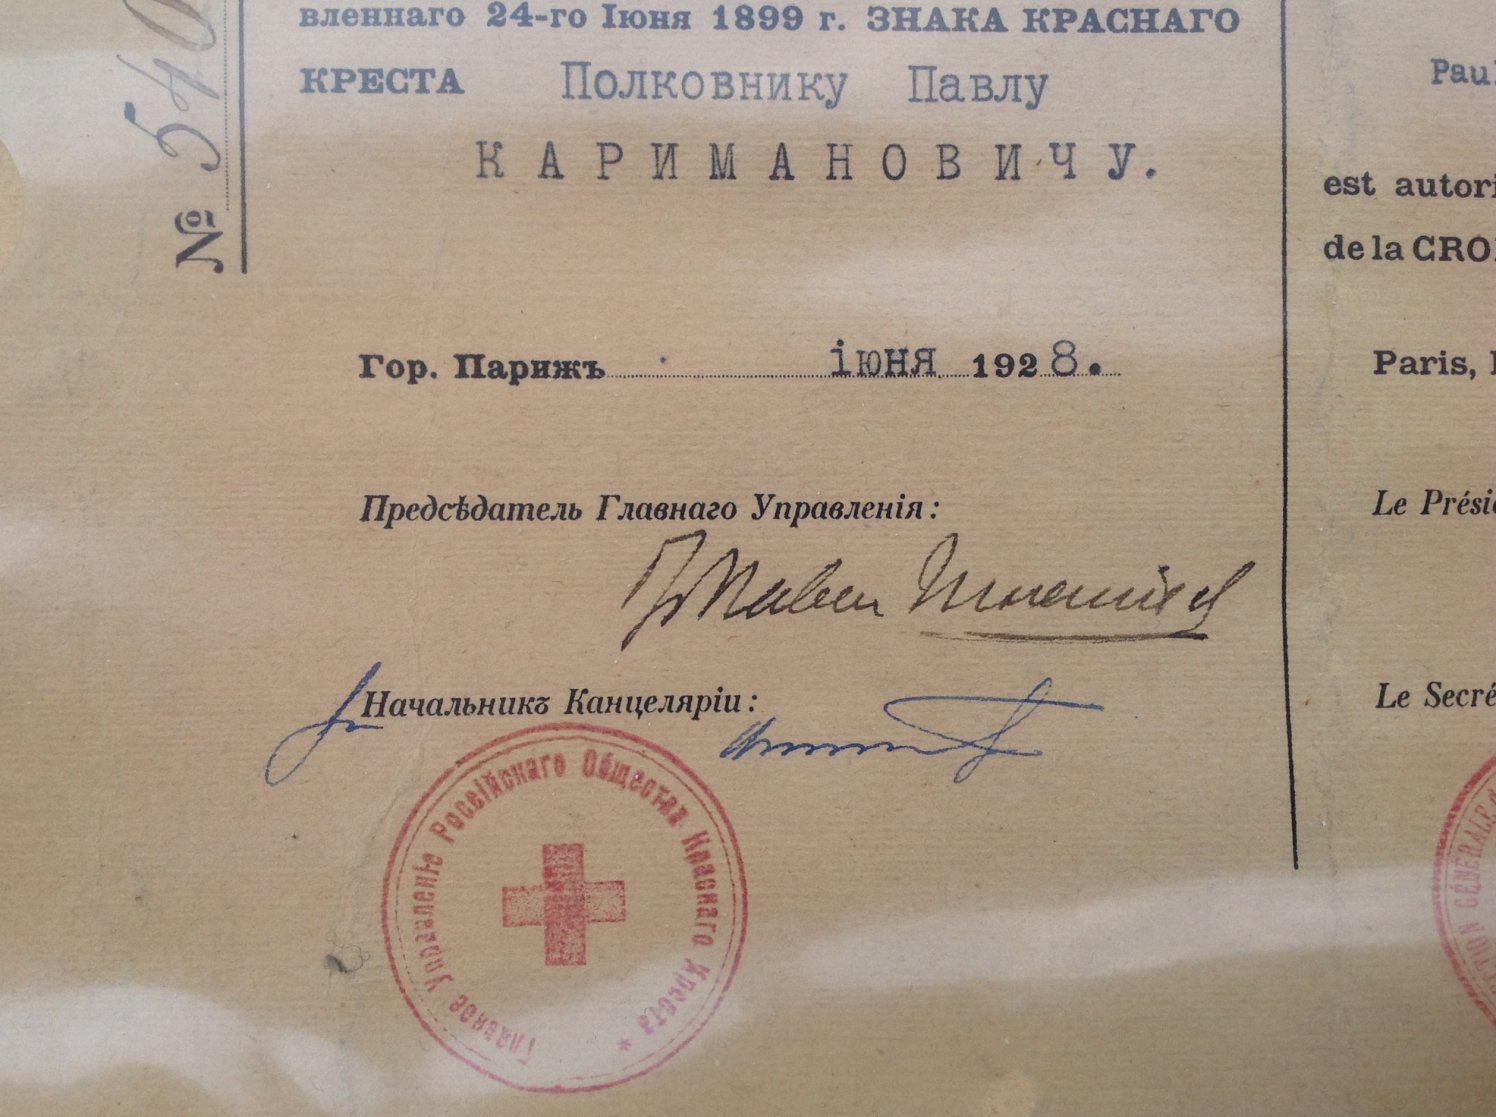 вленнаго 24-го Іюня 1899 г. ЗНАКА КРАСНАГО
КРЕСТА Полковнику Павлу
КАРИМАНОВИЧУ.
№ 540
Гор. Парижъ іюня 1928.
Предсѣдатель Главнаго Управленія:
Начальникъ Канцеляріи:
Главное Управленіе Россійскаго Общества Краснаго Креста *
Paul
est autori
de la CRO
Paris,
Le Prési
Le Secré
GÉNÉRALE